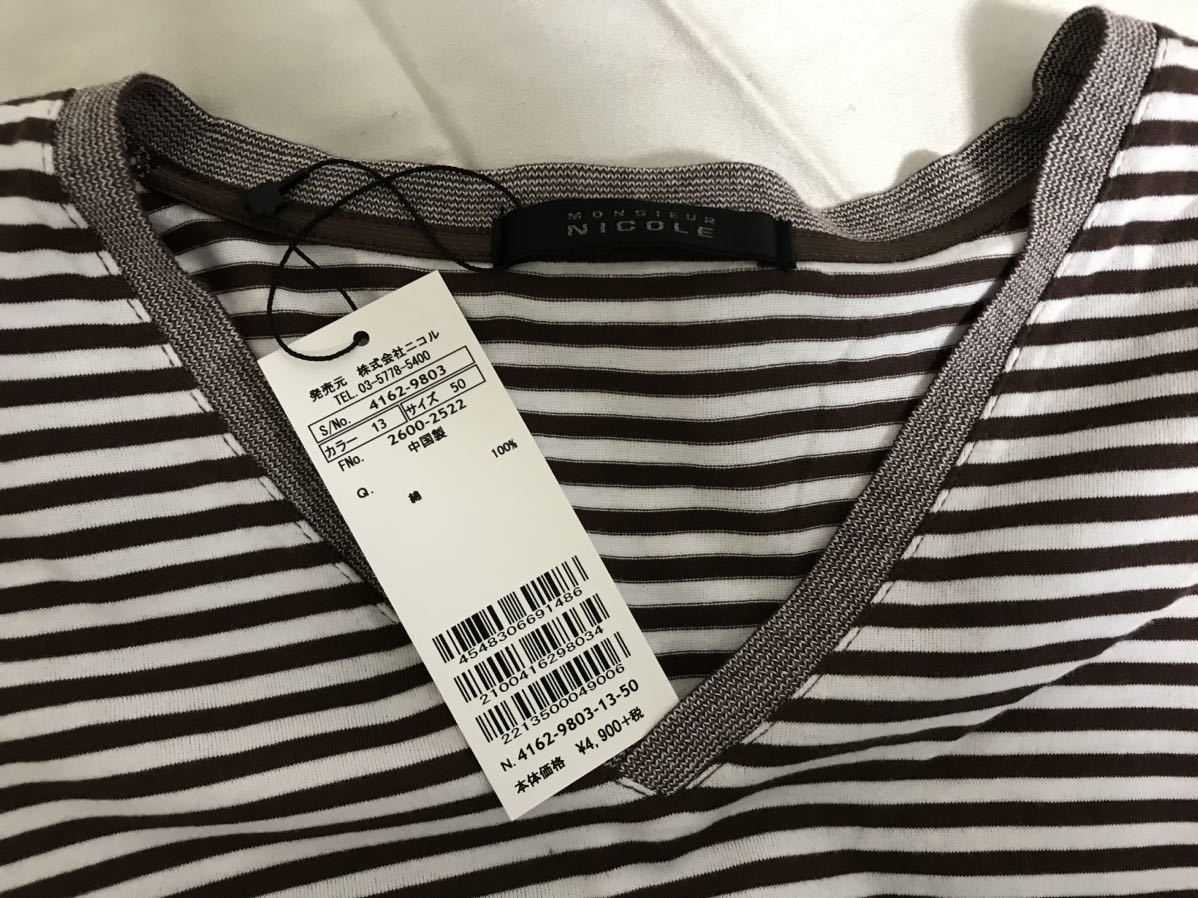 MONSIEUR
NICOLE
発売元 株式会社ニコル
TEL. 03-5778-5400
S/No. 4162-9803
カラー 13 サイズ 50
FNo. 2600-2522
中国製
Q. 綿 100%
4548306691486
2100416298034
2213500049006
N. 4162-9803-13-50
本体価格 ¥4,900+税